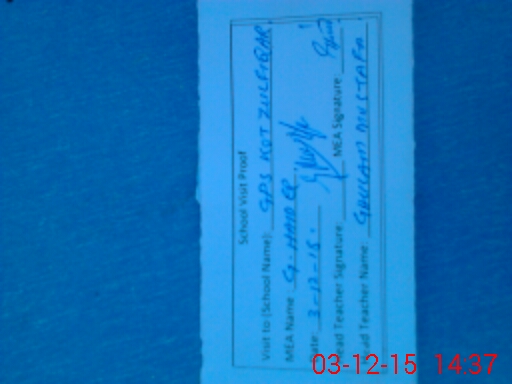 School Visit Proof
Visit to (School Name): GPS KOT ZULFIQAR
MEA Name: G. HAIDER
Date: 3-12-15.
Head Teacher Signature MEA Signature
Head Teacher Name GHULAM MUSTAFA
03-12-15 14:37